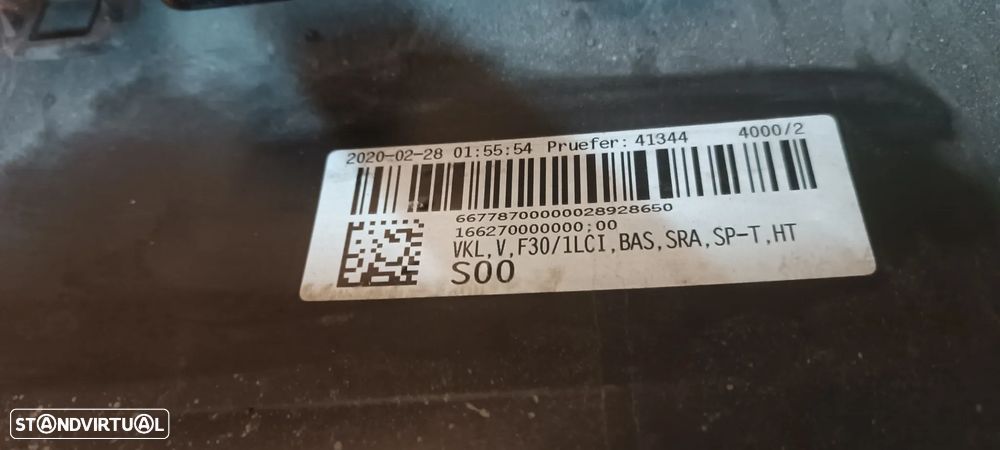 2020-02-28 01:55:54 Pruefer: 41344 4000/2
66778700000028928650
166270000000;00
VKL,V,F30/1LCI,BAS,SRA,SP-T,HT
S00
STANDVIRTUAL